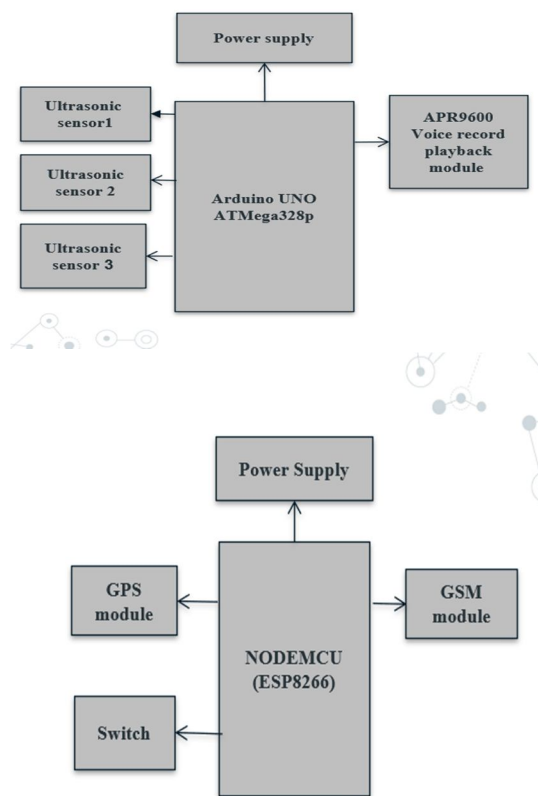 Power supply
Ultrasonic
sensor1
APR9600
Voice record
playback
module
Ultrasonic
sensor 2
Arduino UNO
ATMega328p
Ultrasonic
sensor 3
Power Supply
GPS
module
GSM
module
NODEMCU
(ESP8266)
Switch